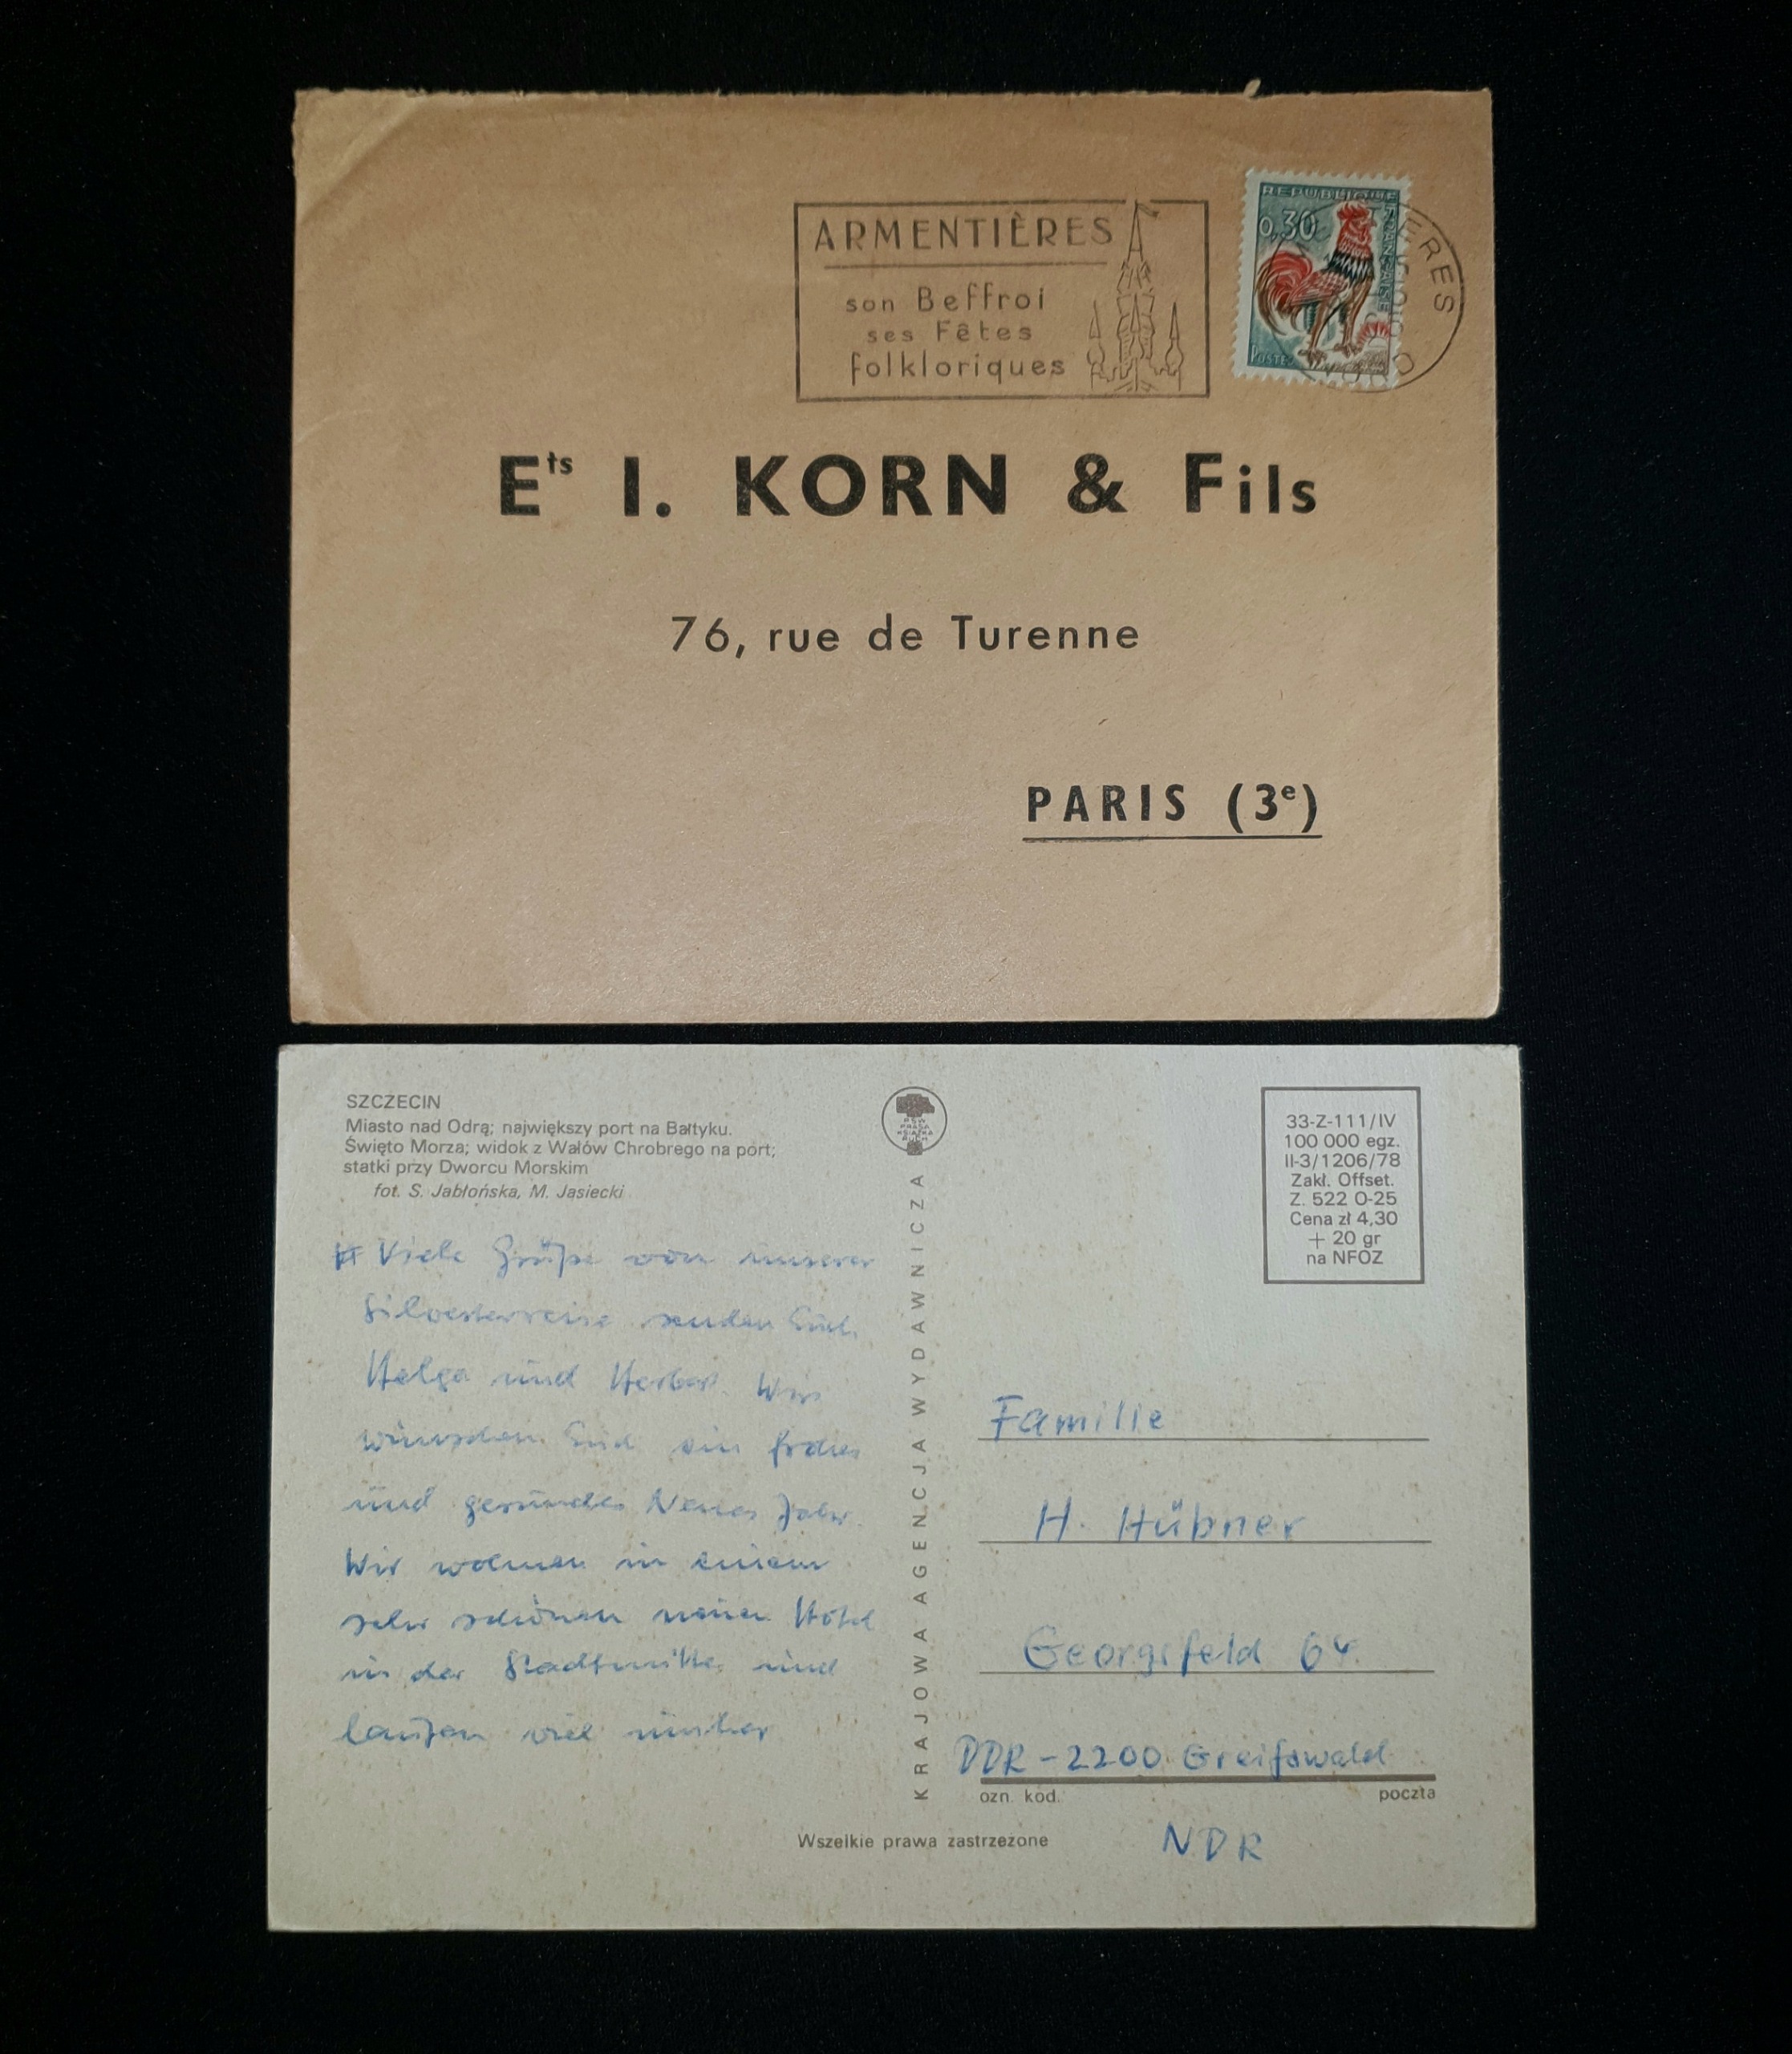 ARMENTIÈRES
son Beffroi
ses Fêtes
folkloriques
REPUBLIQUE FRANÇAISE
0,30
POSTES
Ets I. KORN & Fils
76, rue de Turenne
PARIS (3e)
SZCZECIN
Miasto nad Odrą; największy port na Bałtyku.
Święto Morza; widok z Wałów Chrobrego na port;
statki przy Dworcu Morskim
fot. S. Jabłońska, M. Jasiecki
Viele Grüße von unserer
Silvesterreise senden Euch
Helga und Herbert. Wir
wünschen Euch ein frohes
und gesundes Neues Jahr.
Wir wohnen in einem
sehr schönen neuen Hotel
in der Stadtmitte und
laufen viel umher
KRAJOWA AGENCJA WYDAWNICZA
33-Z-111/IV
100 000 egz.
II-3/1206/78
Zakł. Offset.
Z. 522 O-25
Cena zł 4,30
+ 20 gr
na NFOZ
Familie
H. Hübner
Georgsfeld 64
DDR-2200 Greifswald
ozn. kod. poczta
NDR
Wszelkie prawa zastrzeżone